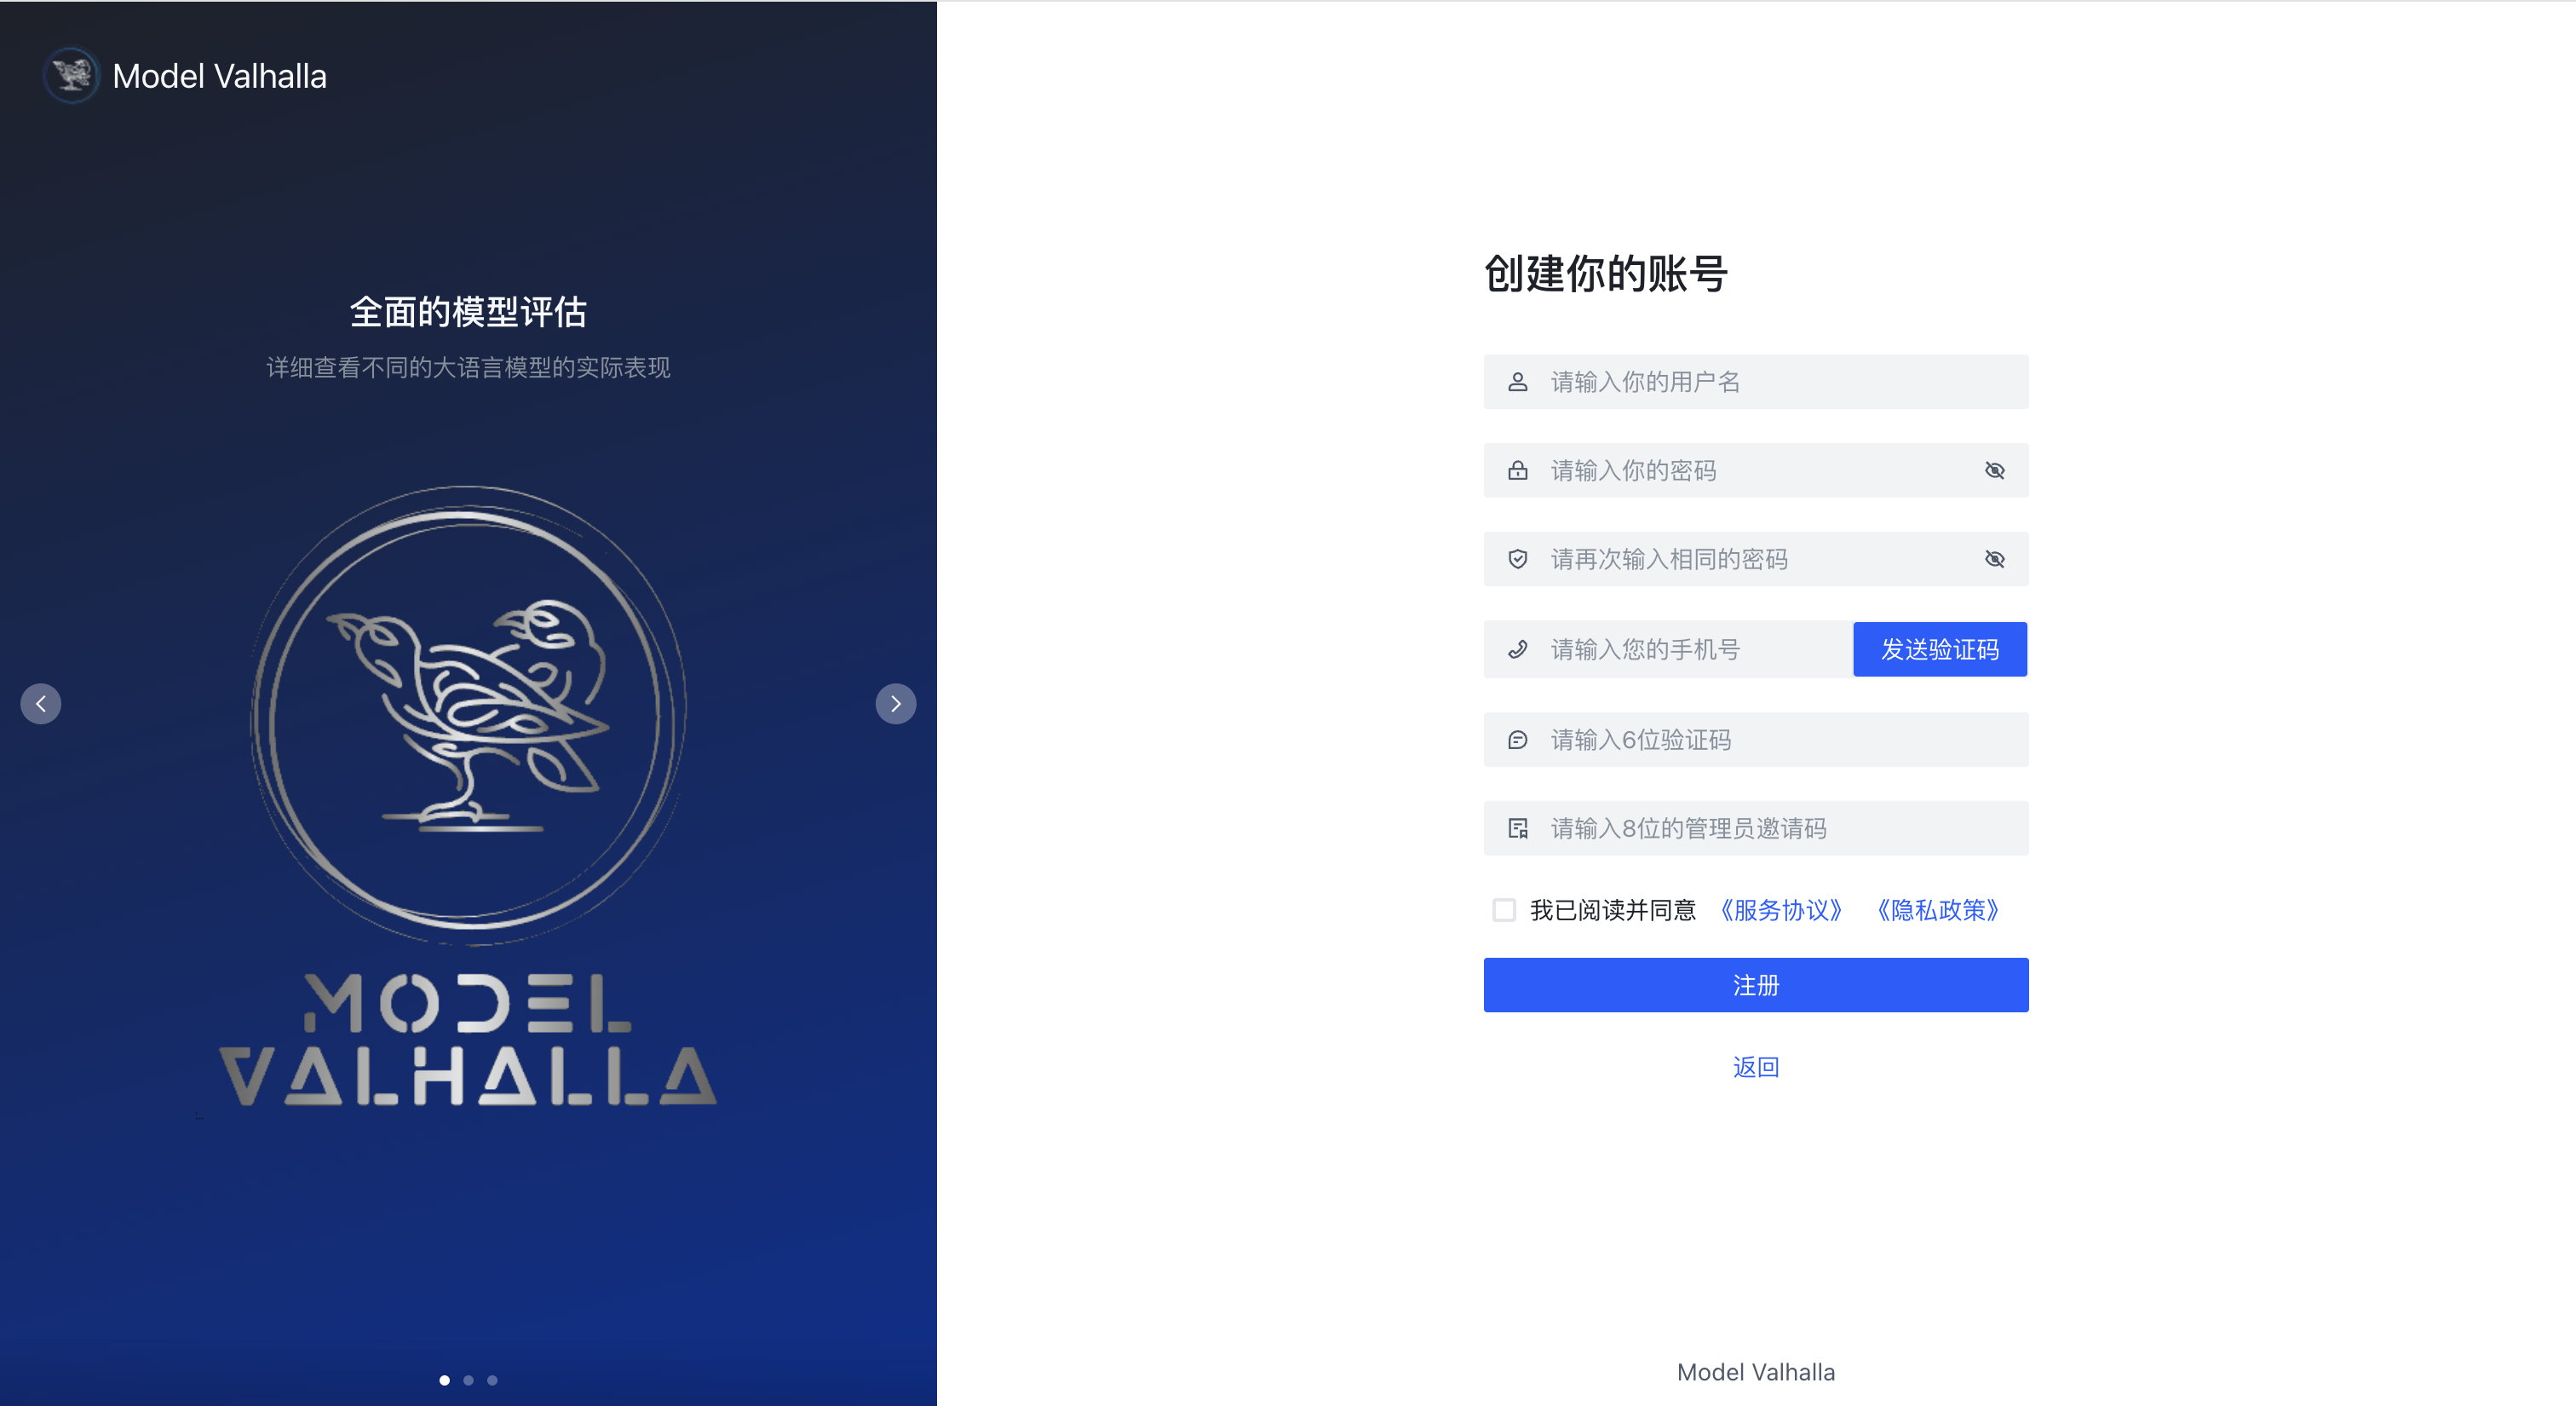 Model Valhalla
全面的模型评估
详细查看不同的大语言模型的实际表现
MODEL
VALHALLA
创建你的账号
请输入你的用户名
请输入你的密码
请再次输入相同的密码
请输入您的手机号
发送验证码
请输入6位验证码
请输入8位的管理员邀请码
我已阅读并同意 《服务协议》 《隐私政策》
注册
返回
Model Valhalla